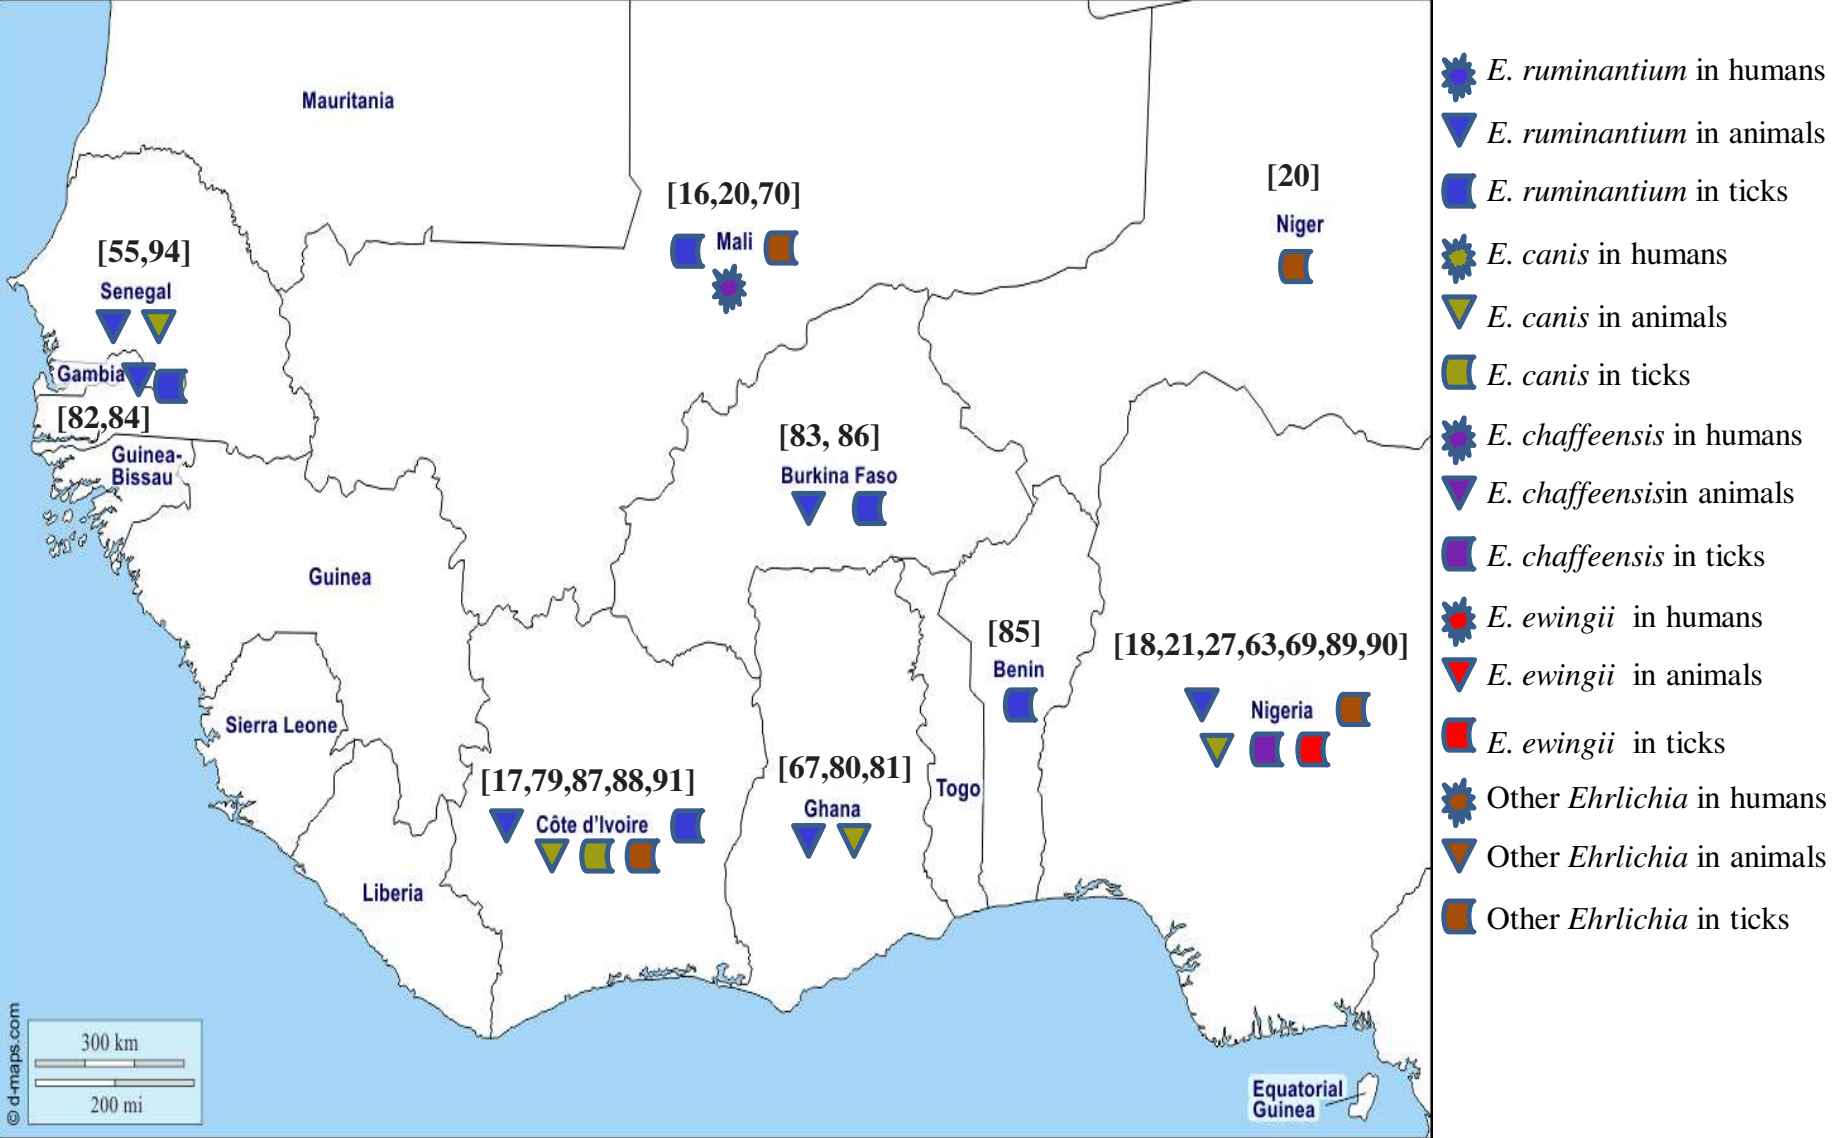 Mauritania
[16,20,70]
Mali
[20]
Niger
[55,94]
Senegal
Gambia
[82,84]
Guinea-
Bissau
[83, 86]
Burkina Faso
Guinea
[85]
Benin
[18,21,27,63,69,89,90]
Nigeria
Sierra Leone
[17,79,87,88,91]
Côte d'Ivoire
[67,80,81]
Ghana
Togo
Liberia
Equatorial
Guinea
© d-maps.com
300 km
200 mi
E. ruminantium in humans
E. ruminantium in animals
E. ruminantium in ticks
E. canis in humans
E. canis in animals
E. canis in ticks
E. chaffeensis in humans
E. chaffeensisin animals
E. chaffeensis in ticks
E. ewingii in humans
E. ewingii in animals
E. ewingii in ticks
Other Ehrlichia in humans
Other Ehrlichia in animals
Other Ehrlichia in ticks